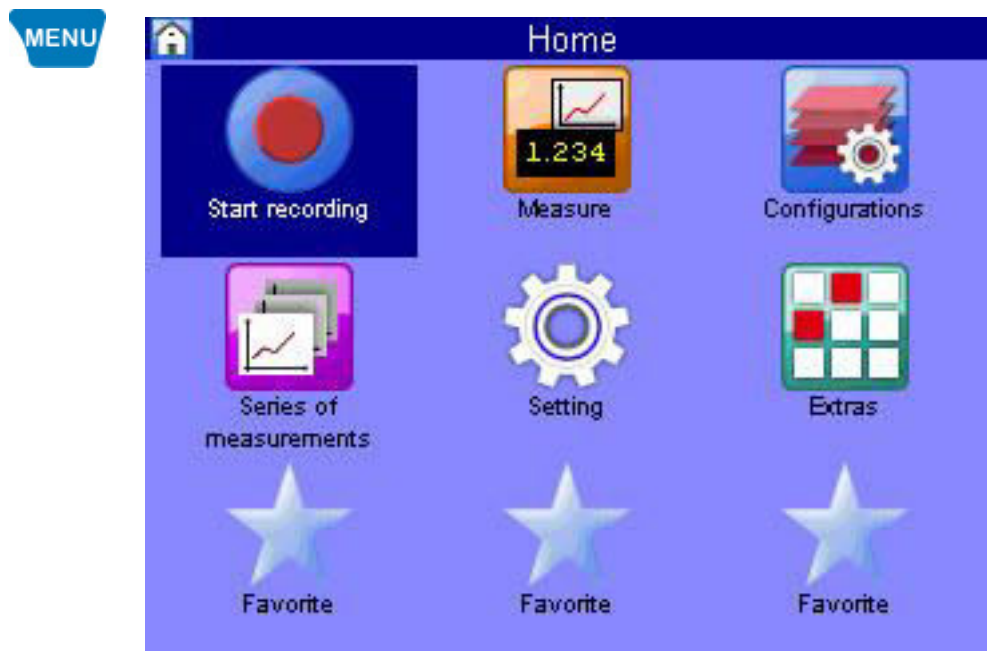 MENU
Home
Start recording
1.234
Measure
Configurations
Series of
measurements
Setting
Extras
Favorite
Favorite
Favorite